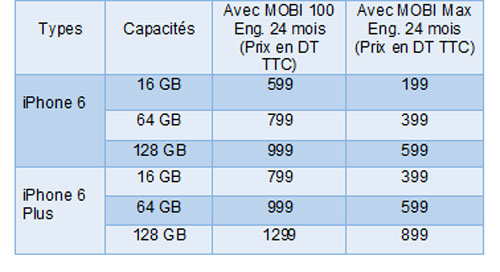 Types
Capacités
Avec MOBI 100
Eng. 24 mois
(Prix en DT
TTC)
Avec MOBI Max
Eng. 24 mois
(Prix en DT TTC)
iPhone 6
16 GB 599 199
64 GB 799 399
128 GB 999 599
iPhone 6
Plus
16 GB 799 399
64 GB 999 599
128 GB 1299 899